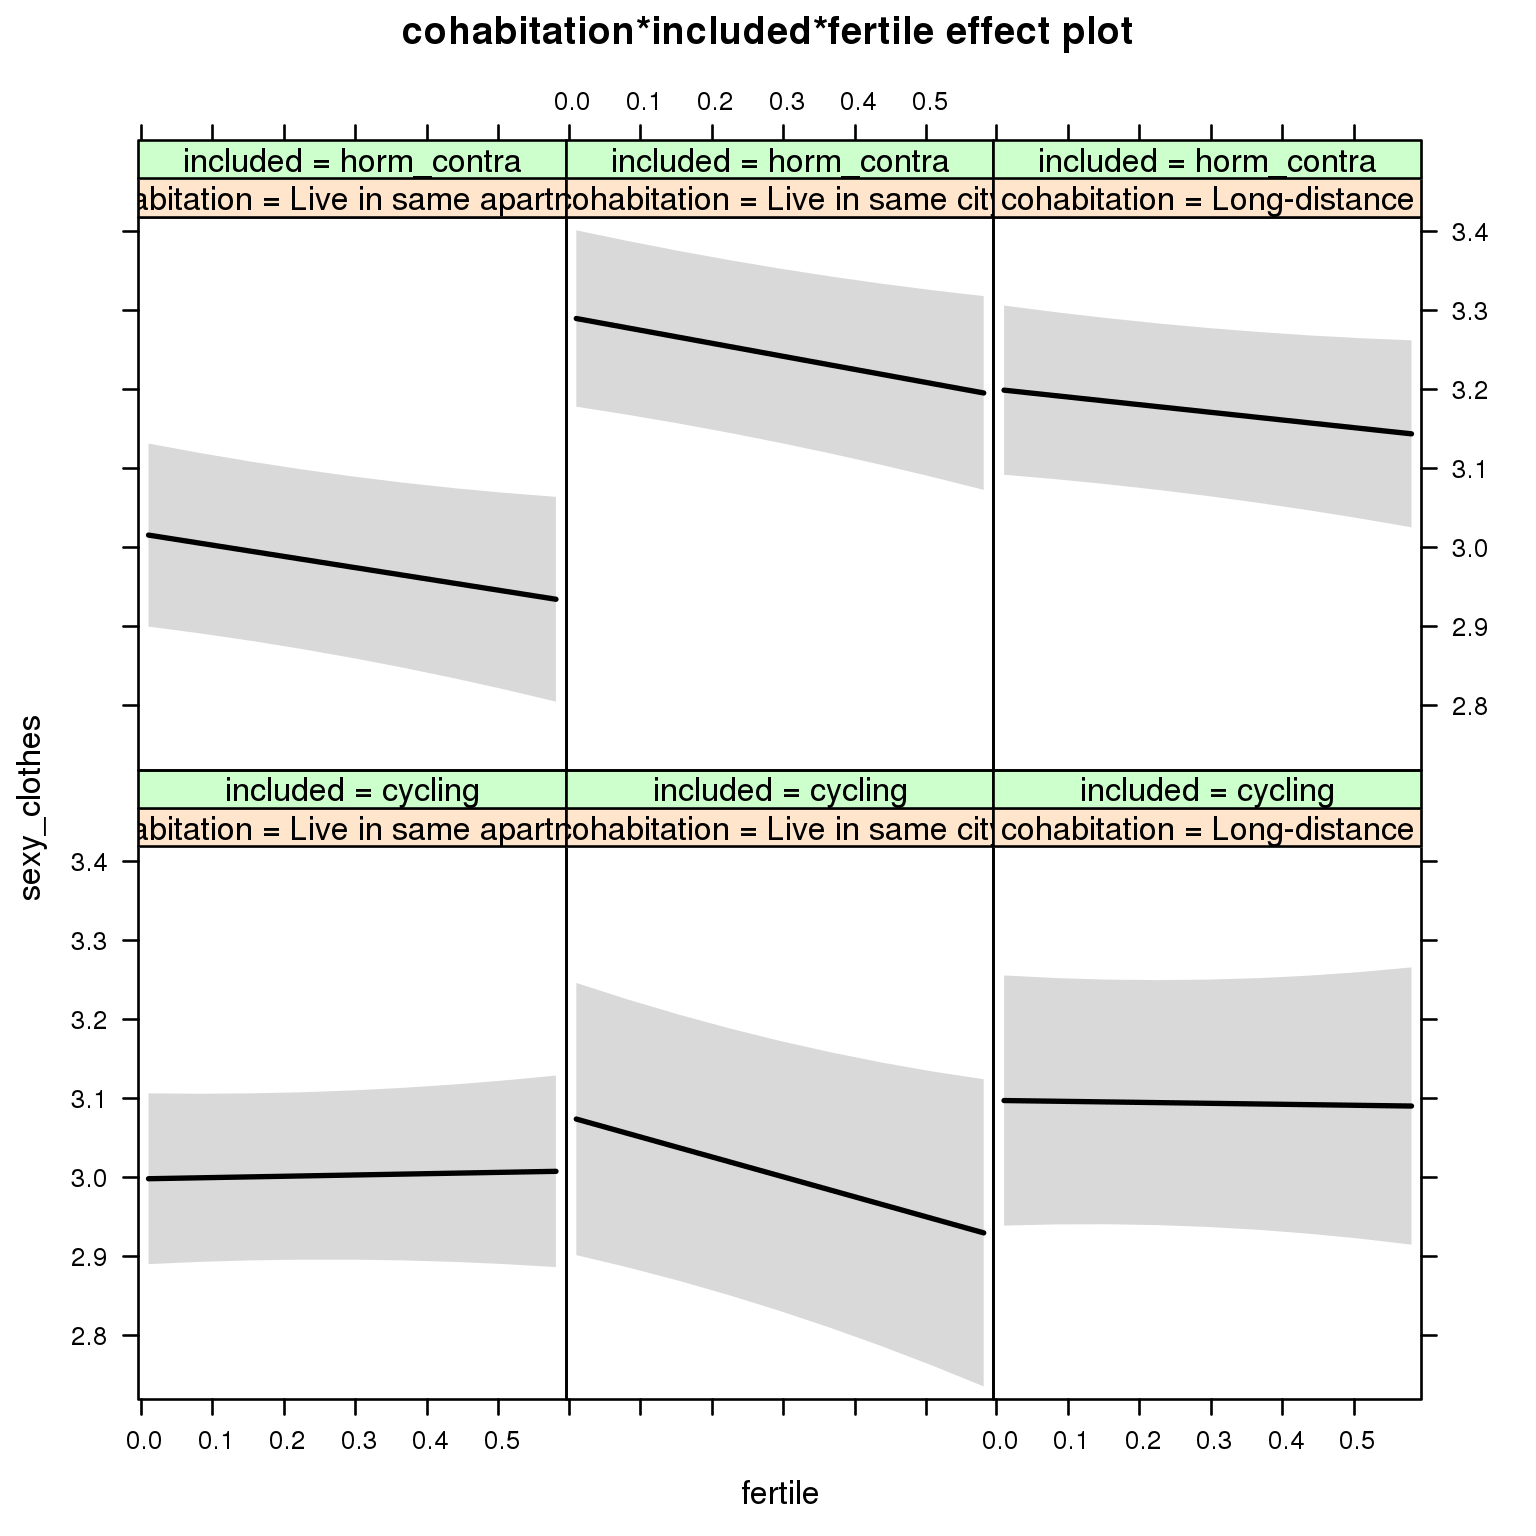 cohabitation*included*fertile effect plot
0.0 0.1 0.2 0.3 0.4 0.5
included = horm_contra included = horm_contra included = horm_contra
abitation = Live in same apartm cohabitation = Live in same city cohabitation = Long-distance
3.4
3.3
3.2
3.1
3.0
2.9
2.8
sexy_clothes
included = cycling included = cycling included = cycling
abitation = Live in same apartm cohabitation = Live in same city cohabitation = Long-distance
3.4
3.3
3.2
3.1
3.0
2.9
2.8
0.0 0.1 0.2 0.3 0.4 0.5 0.0 0.1 0.2 0.3 0.4 0.5
fertile